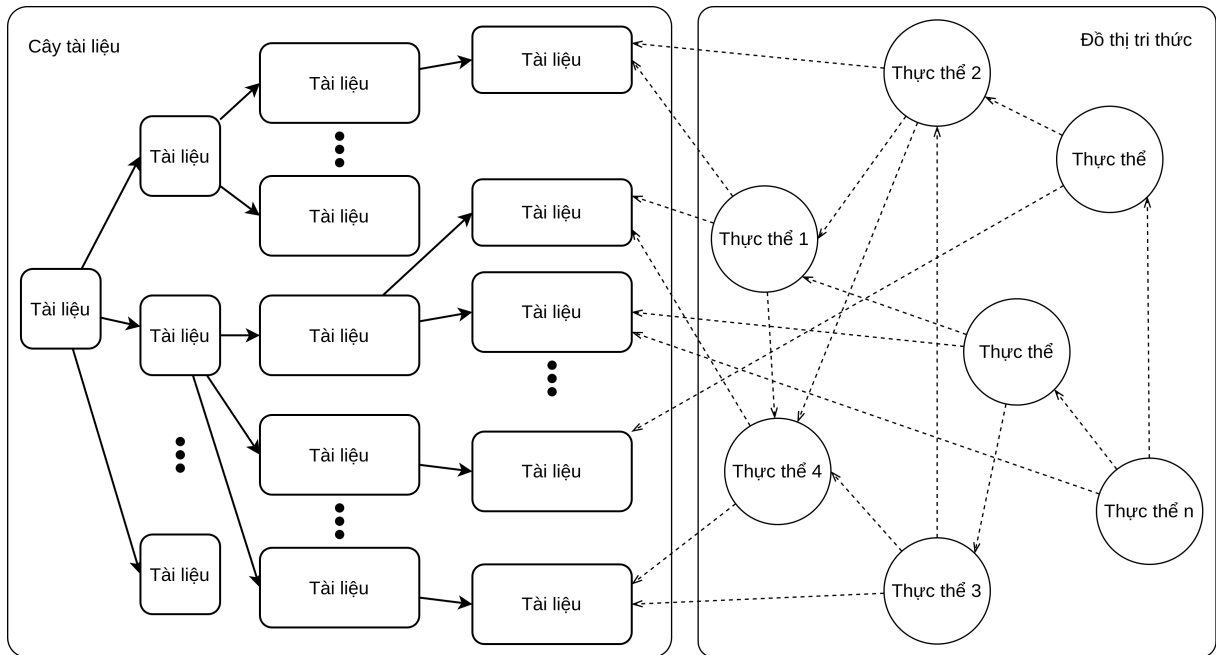 Cây tài liệu
Tài liệu
Tài liệu
Tài liệu
Tài liệu
Tài liệu
Tài liệu
Tài liệu
Tài liệu
Tài liệu
Tài liệu
Tài liệu
Tài liệu
Tài liệu
Tài liệu
Đồ thị tri thức
Thực thể 2
Thực thể
Thực thể 1
Thực thể
Thực thể 4
Thực thể n
Thực thể 3